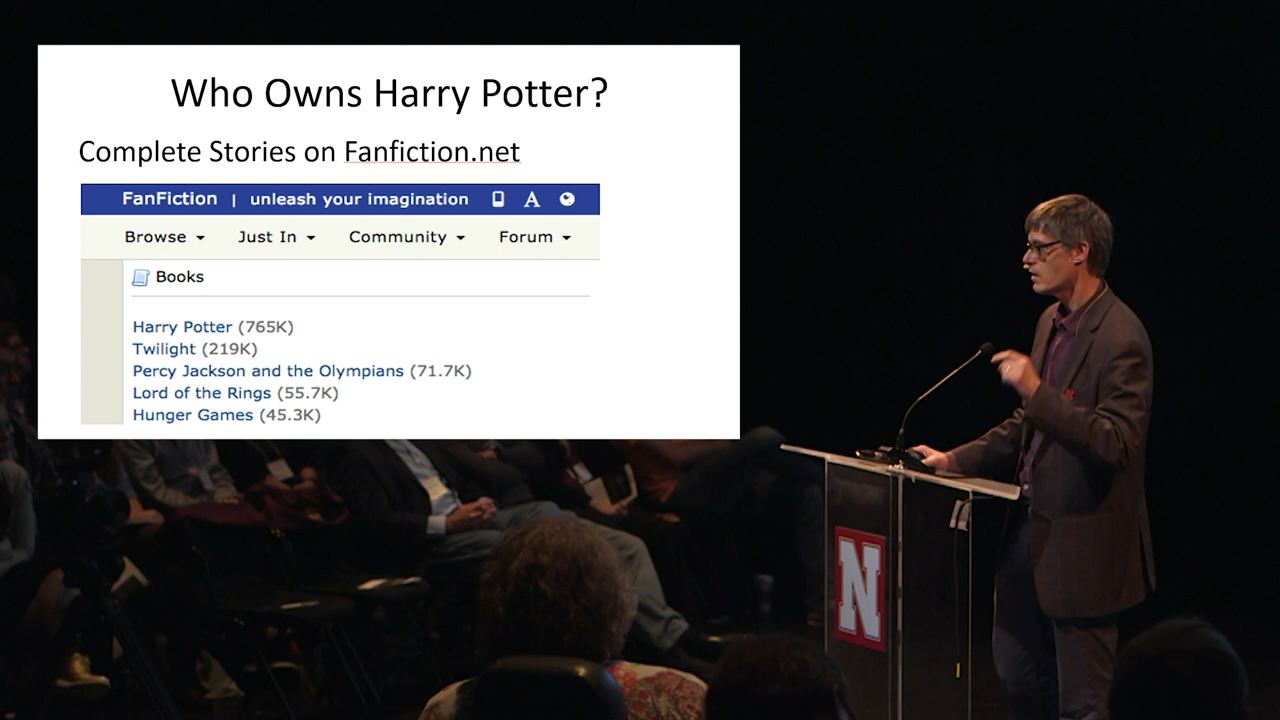 Who Owns Harry Potter?
Complete Stories on Fanfiction.net
FanFiction | unleash your imagination A
Browse Just In Community Forum
Books
Harry Potter (765K)
Twilight (219K)
Percy Jackson and the Olympians (71.7K)
Lord of the Rings (55.7K)
Hunger Games (45.3K)
N